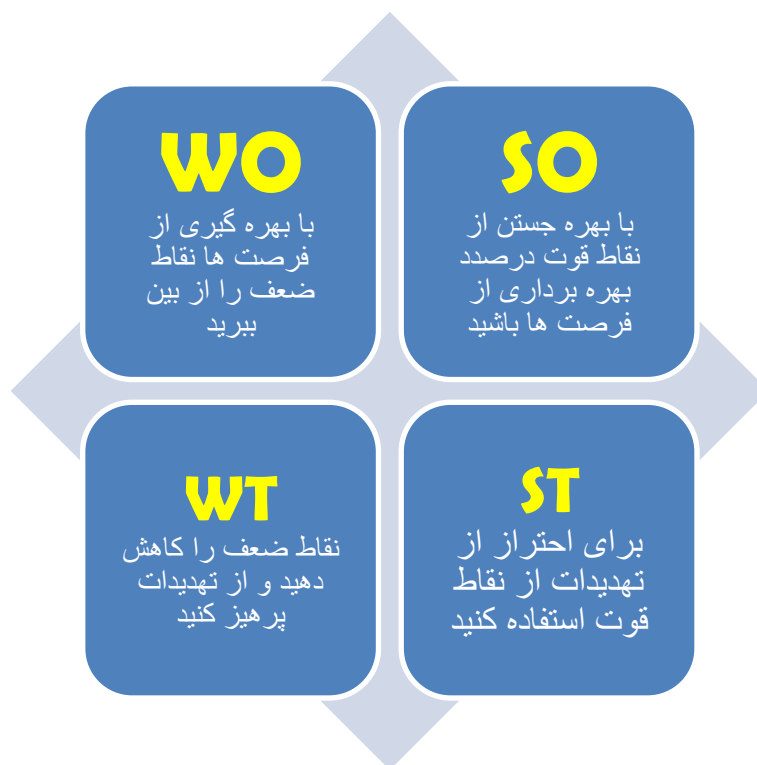 SO
با بهره جستن از
نقاط قوت درصدد
بهره برداری از
فرصت ها باشید
WO
با بهره گیری از
فرصت ها نقاط
ضعف را از بین
ببرید
ST
برای احتراز از
تهدیدات از نقاط
قوت استفاده کنید
WT
نقاط ضعف را کاهش
دهید و از تهدیدات
پرهیز کنید